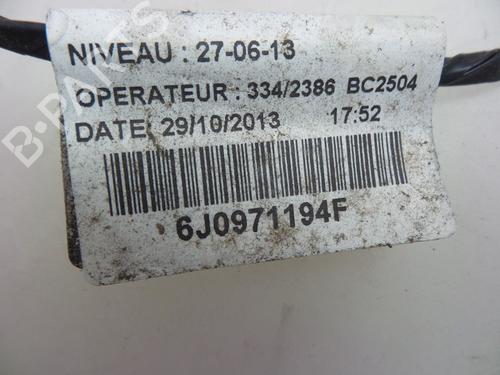 NIVEAU : 27-06-13
OPERATEUR : 334/2386 BC2504
DATE: 29/10/2013 17:52
6J0971194F
B-PARTS